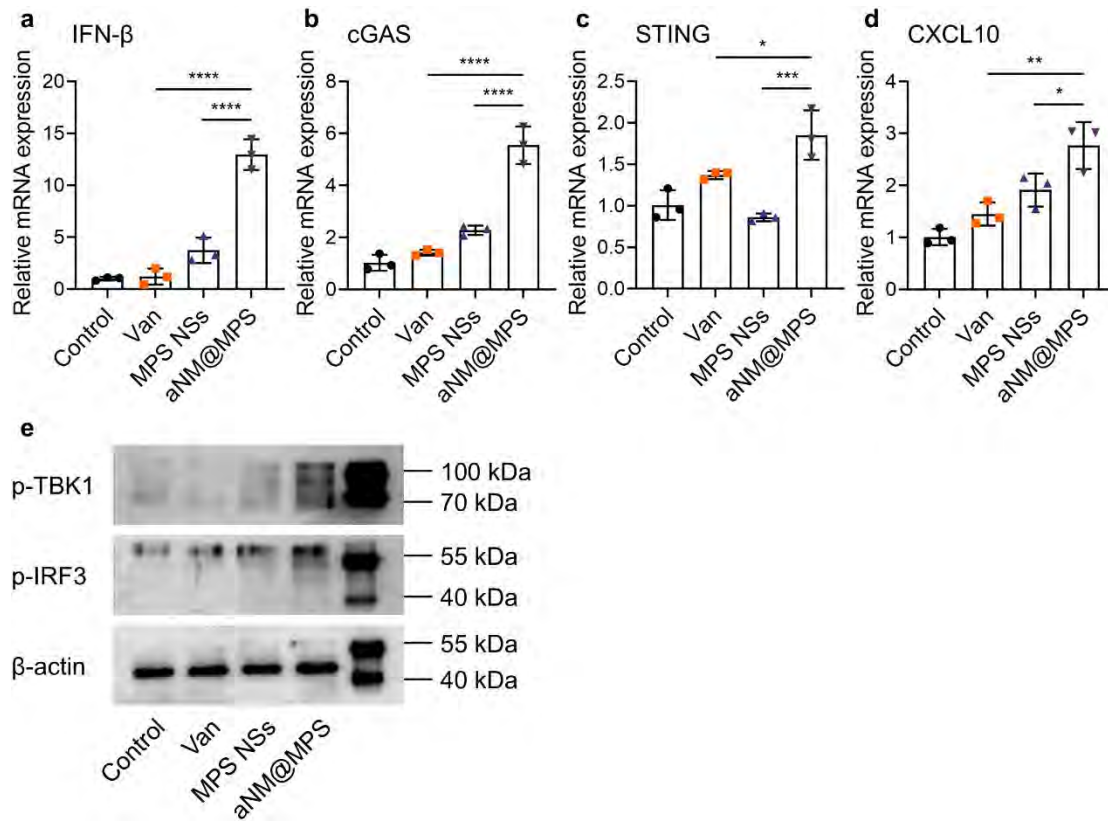 a
IFN-β
Relative mRNA expression
20
15
10
5
0
****
****
Control
Van
MPS NSs
aNM@MPS
b
cGAS
Relative mRNA expression
8
6
4
2
0
****
****
Control
Van
MPS NSs
aNM@MPS
c
STING
Relative mRNA expression
2.5
2.0
1.5
1.0
0.5
0.0
*
***
Control
Van
MPS NSs
aNM@MPS
d
CXCL10
Relative mRNA expression
4
3
2
1
0
**
*
Control
Van
MPS NSs
aNM@MPS
e
p-TBK1
100 kDa
70 kDa
p-IRF3
55 kDa
40 kDa
β-actin
55 kDa
40 kDa
Control
Van
MPS NSs
aNM@MPS